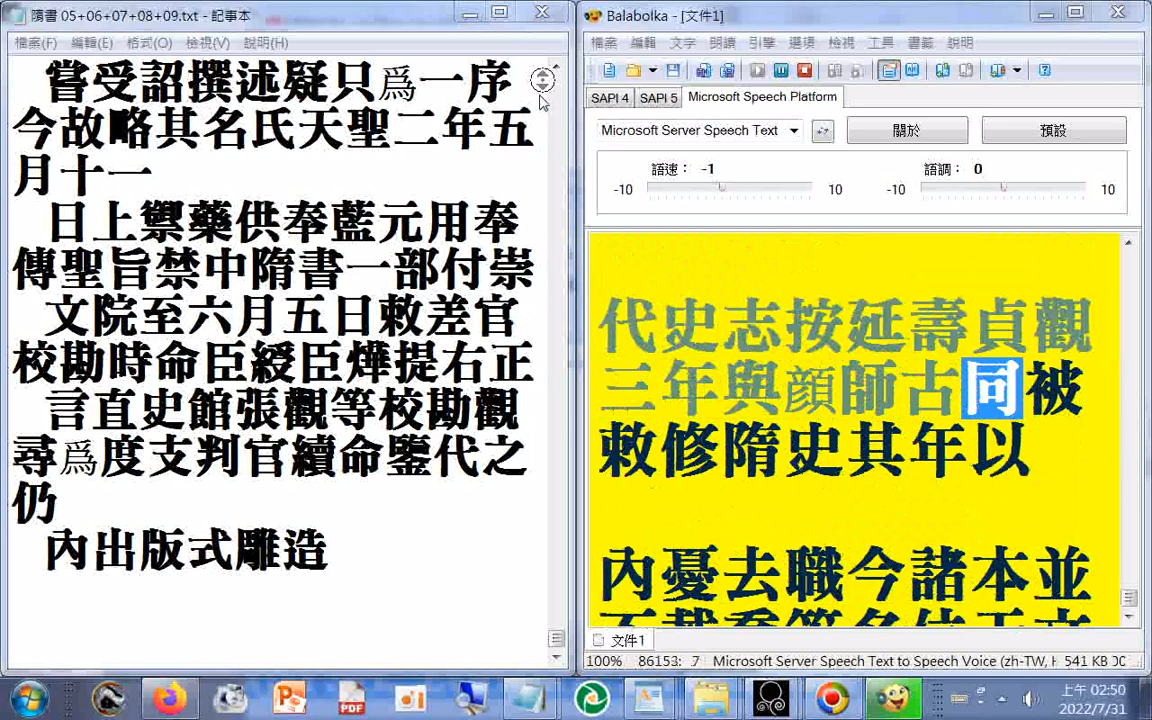 隋書 05+06+07+08+09.txt - 記事本
檔案(F) 編輯(E) 格式(O) 檢視(V) 說明(H)
嘗受詔撰述疑只爲一序
今故略其名氏天聖二年五
月十一
日上禦藥供奉藍元用奉
傳聖旨禁中隋書一部付崇
文院至六月五日敕差官
校勘時命臣綬臣燁提右正
言直史館張觀等校勘觀
尋爲度支判官續命鑒代之
仍
內出版式雕造
Balabolka - [文件1]
檔案 編輯 文字 朗讀 引擎 選項 檢視 工具 書籤 說明
SAPI 4 SAPI 5 Microsoft Speech Platform
Microsoft Server Speech Text 關於 預設
語速： -1 語調： 0
-10 10 -10 10
代史志按延壽貞觀
三年與顏師古同被
敕修隋史其年以
內憂去職今諸本並
文件1
100% 86153: 7 Microsoft Server Speech Text to Speech Voice (zh-TW, H 541 KB
上午 02:50
2022/7/31